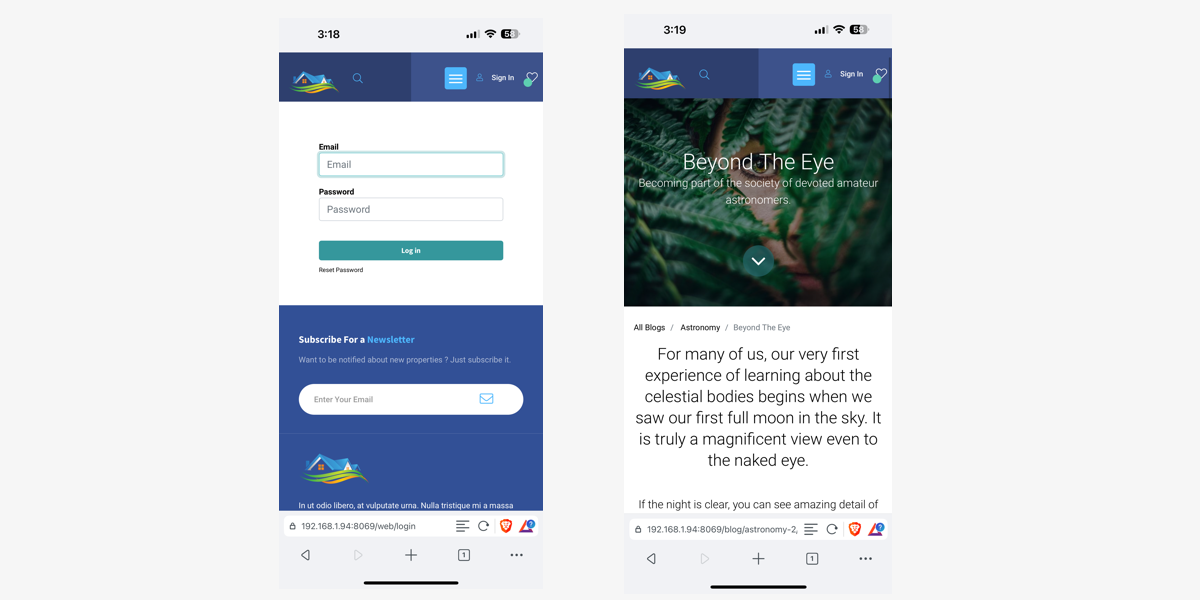 3:18
58
Sign In
Email
Email
Password
Password
Log in
Reset Password
Subscribe For a Newsletter
Want to be notified about new properties ? Just subscribe it.
Enter Your Email
In ut odio libero, at vulputate urna. Nulla tristique mi a massa
192.168.1.94:8069/web/login
7
1
3:19
58
Sign In
Beyond The Eye
Becoming part of the society of devoted amateur
astronomers.
All Blogs / Astronomy / Beyond The Eye
For many of us, our very first
experience of learning about the
celestial bodies begins when we
saw our first full moon in the sky. It
is truly a magnificent view even to
the naked eye.
If the night is clear, you can see amazing detail of
192.168.1.94:8069/blog/astronomy-2,
7
1